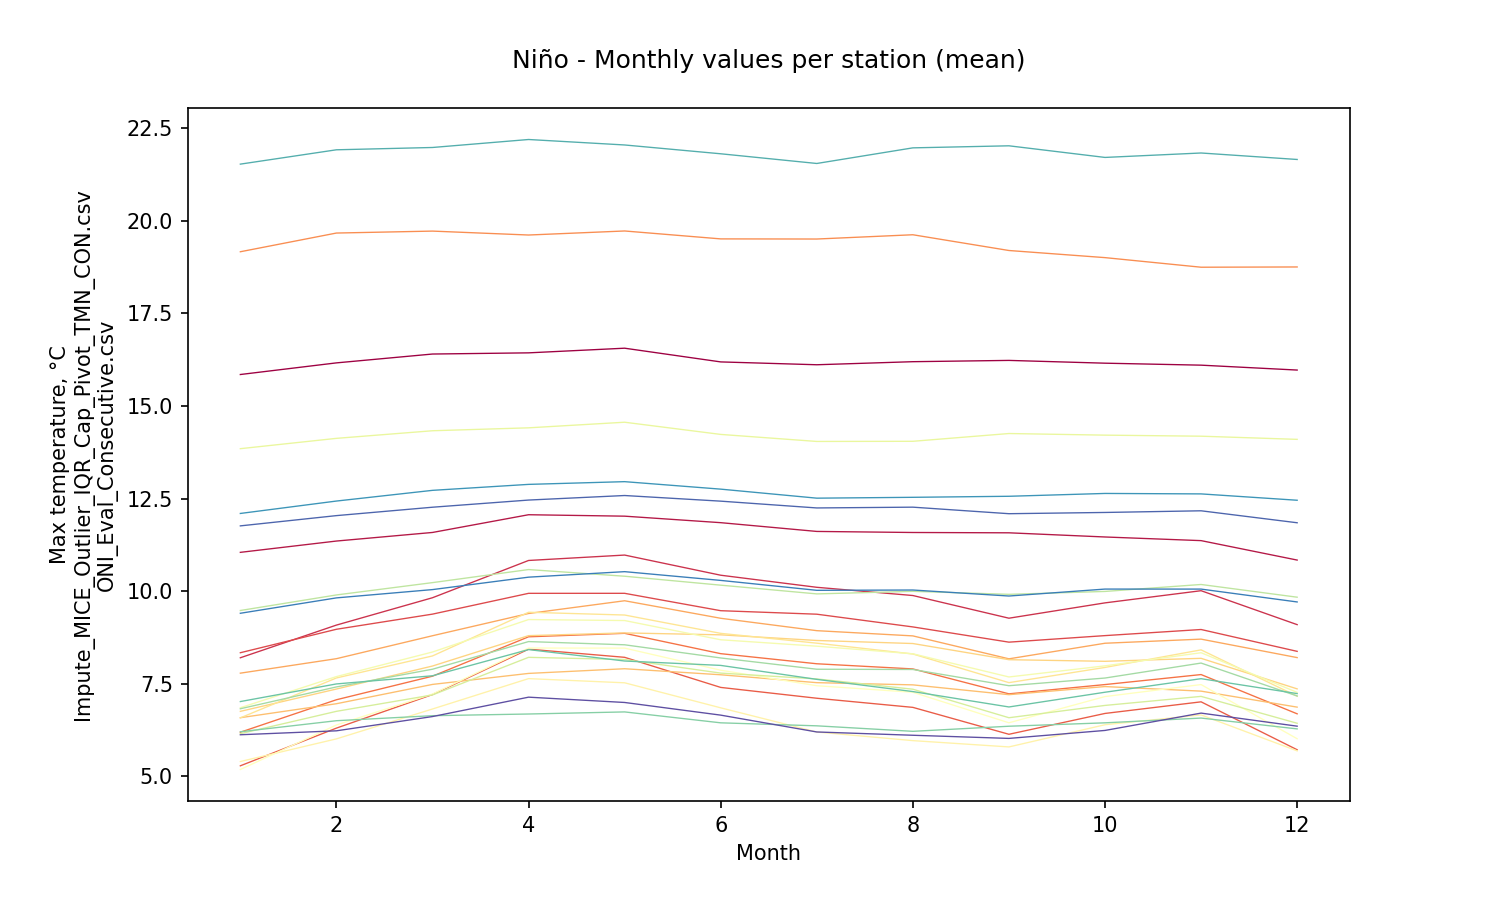 Niño - Monthly values per station (mean)
Max temperature, °C
Impute_MICE_Outlier_IQR_Cap_Pivot_TMN_CON.csv
ONI_Eval_Consecutive.csv
22.5
20.0
17.5
15.0
12.5
10.0
7.5
5.0
2 4 6 8 10 12
Month